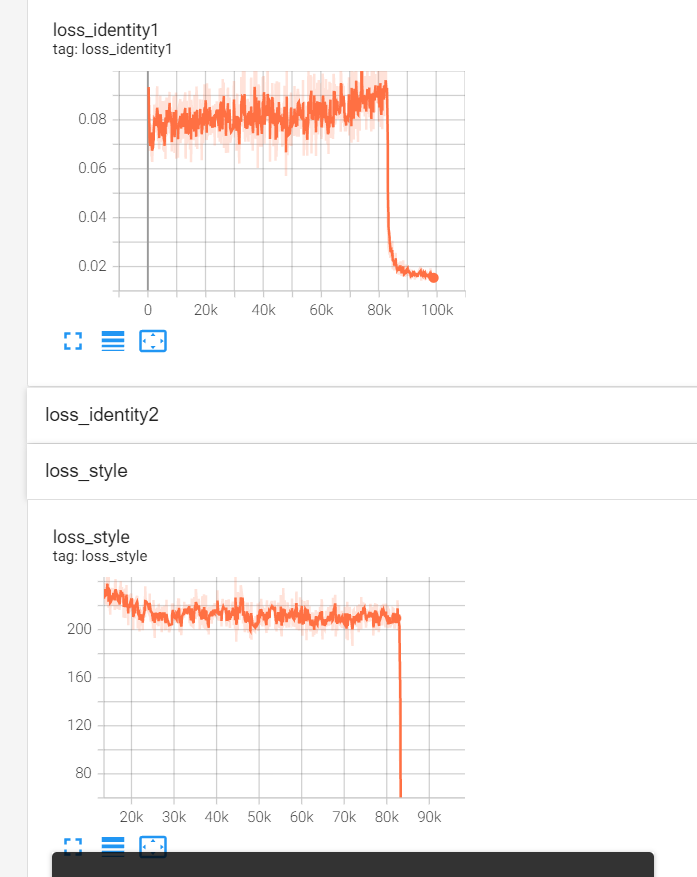 loss_identity1
tag: loss_identity1
0.08
0.06
0.04
0.02
0 20k 40k 60k 80k 100k
loss_identity2
loss_style
loss_style
tag: loss_style
200
160
120
80
20k 30k 40k 50k 60k 70k 80k 90k